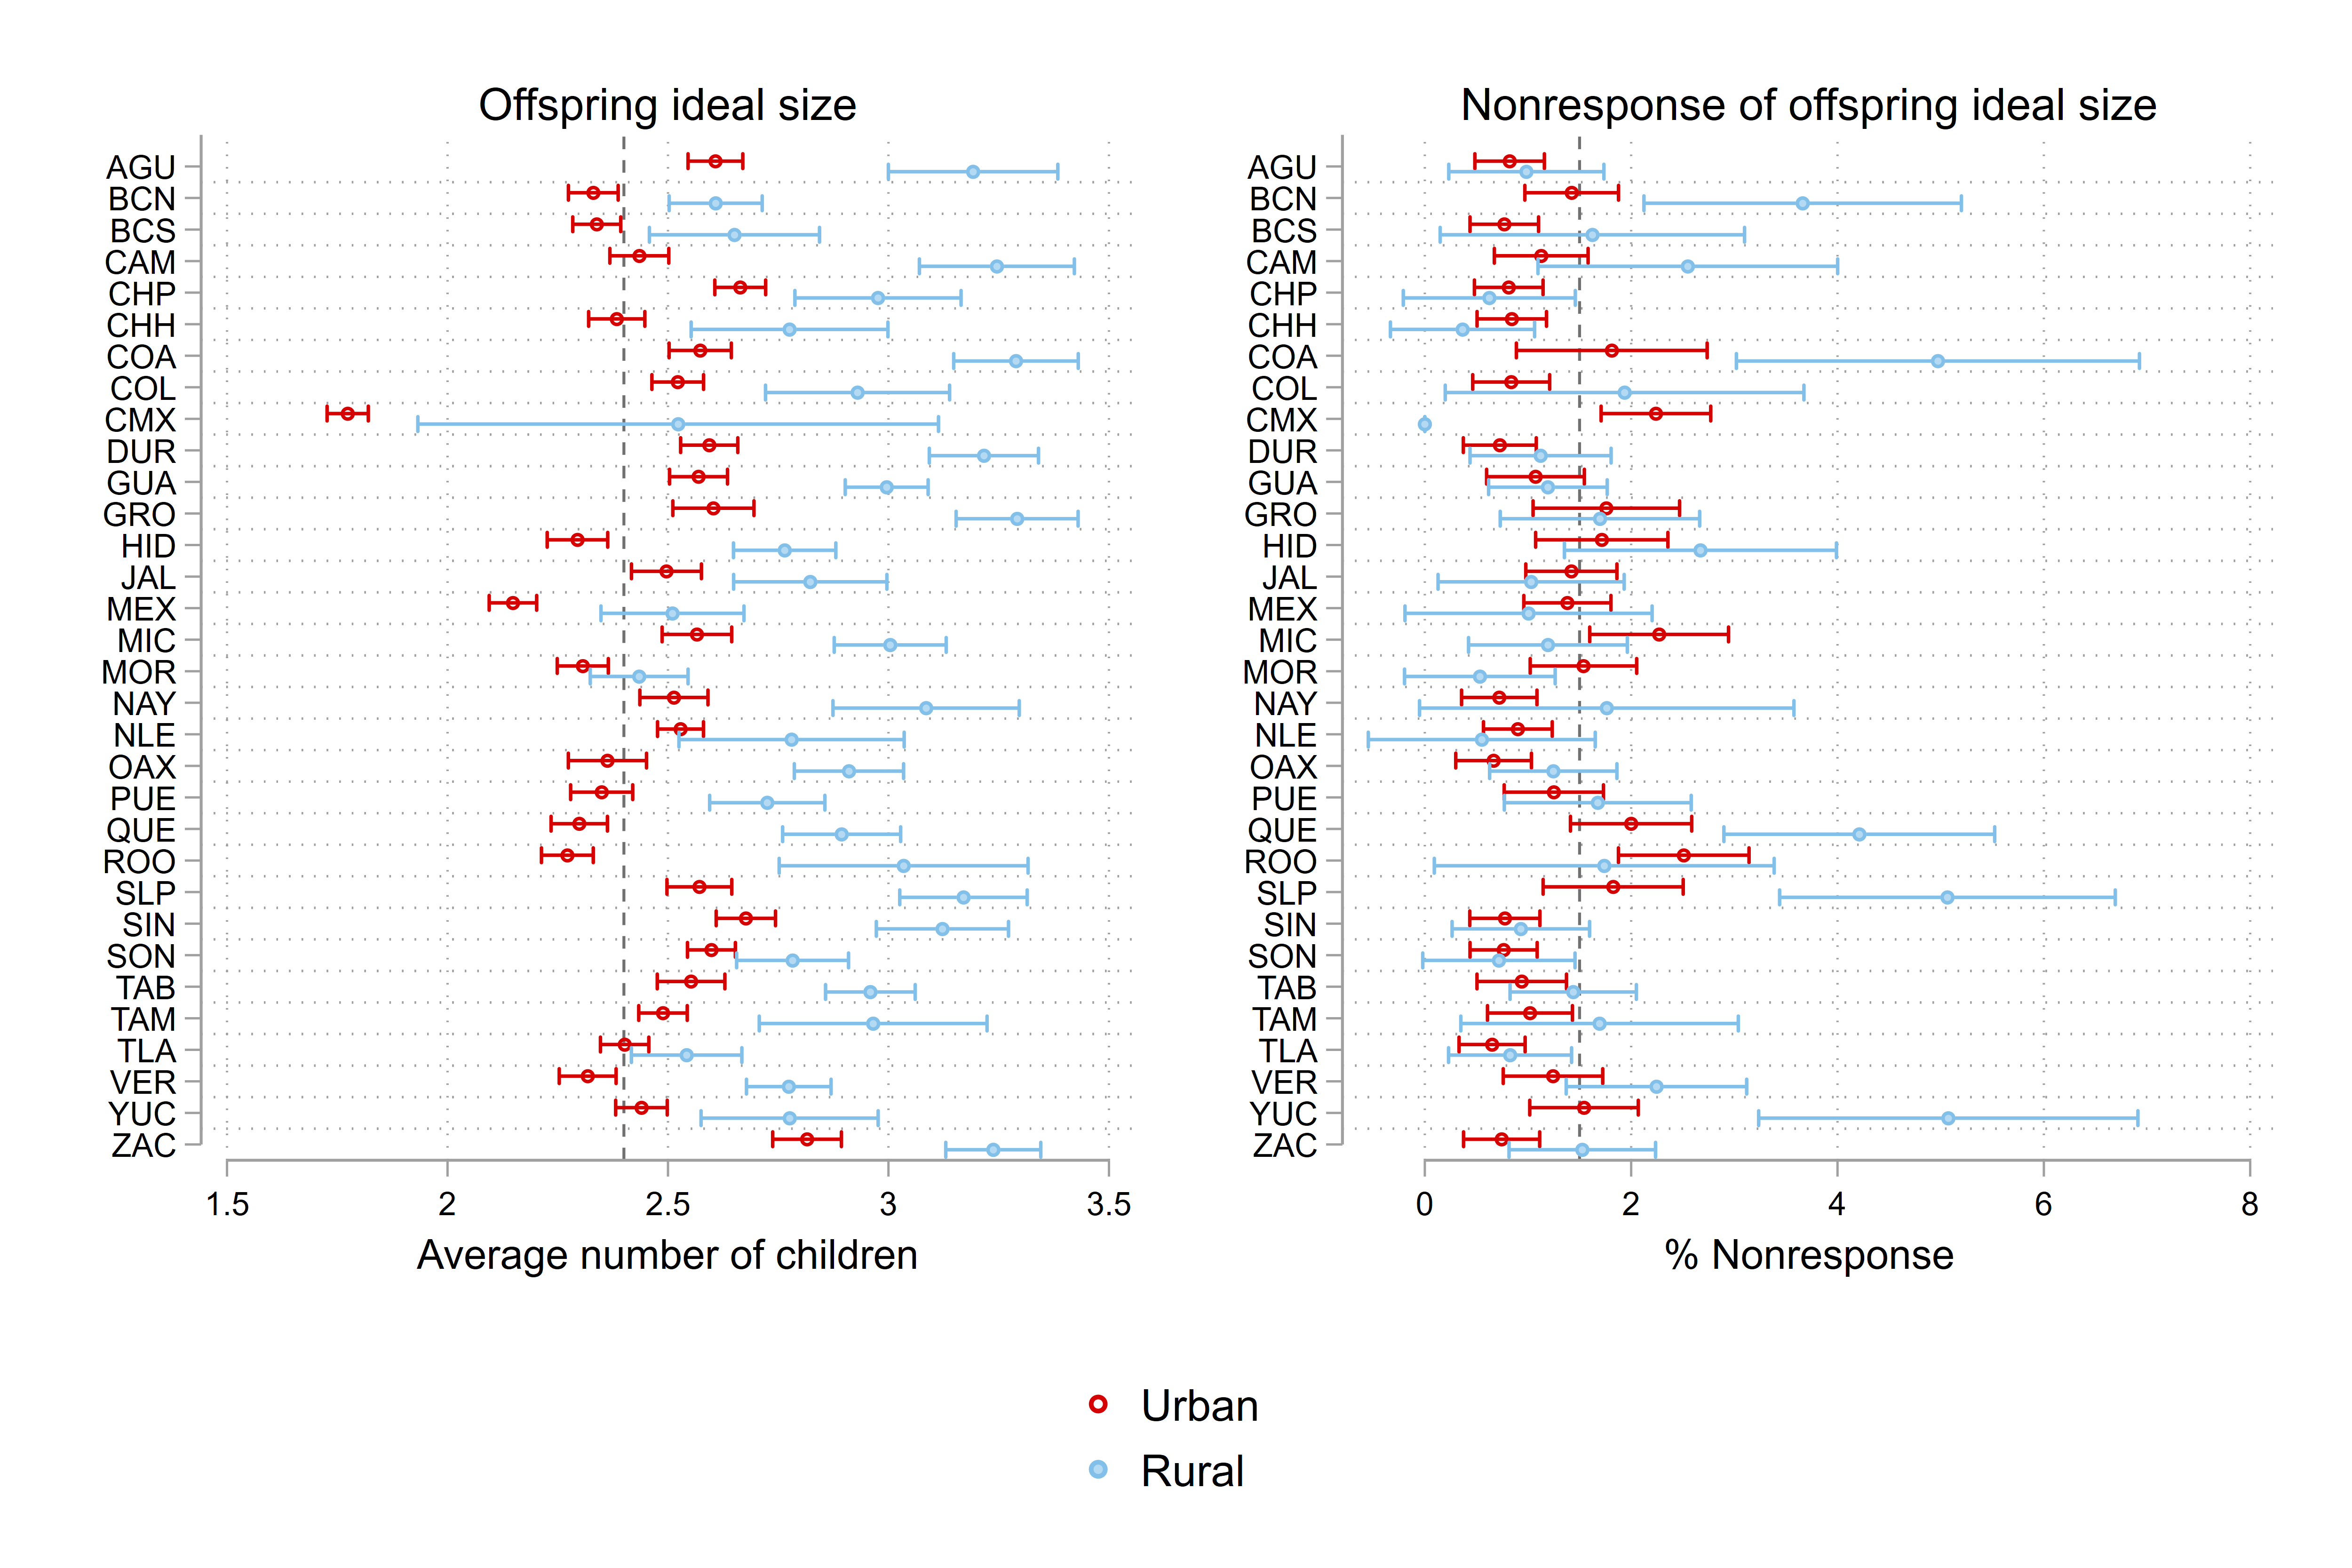 Offspring ideal size
AGU
BCN
BCS
CAM
CHP
CHH
COA
COL
CMX
DUR
GUA
GRO
HID
JAL
MEX
MIC
MOR
NAY
NLE
OAX
PUE
QUE
ROO
SLP
SIN
SON
TAB
TAM
TLA
VER
YUC
ZAC
1.5 2 2.5 3 3.5
Average number of children
Nonresponse of offspring ideal size
AGU
BCN
BCS
CAM
CHP
CHH
COA
COL
CMX
DUR
GUA
GRO
HID
JAL
MEX
MIC
MOR
NAY
NLE
OAX
PUE
QUE
ROO
SLP
SIN
SON
TAB
TAM
TLA
VER
YUC
ZAC
0 2 4 6 8
% Nonresponse
Urban
Rural